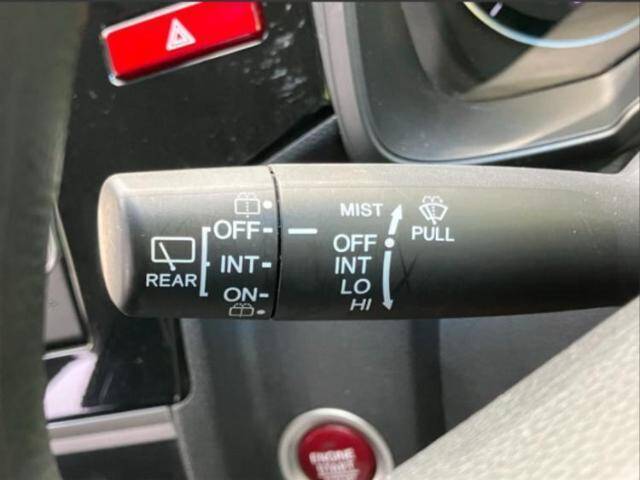 REAR
OFF
INT
ON
MIST
OFF
INT
LO
HI
PULL
ENGINE
START